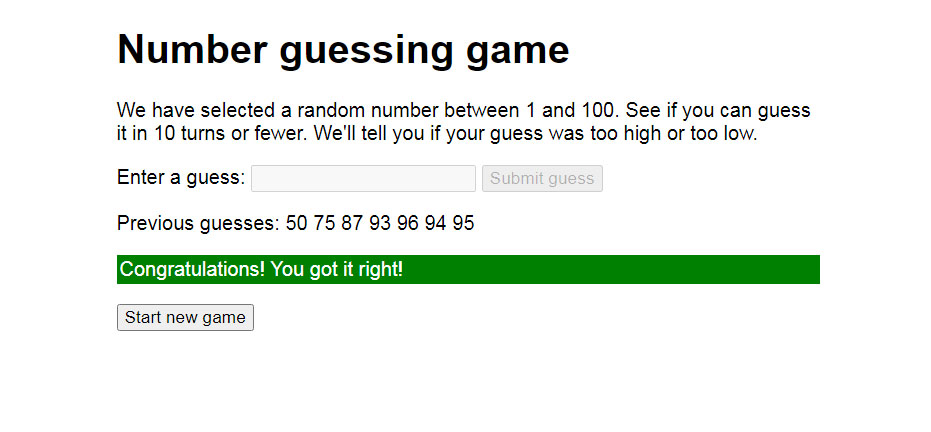 Number guessing game
We have selected a random number between 1 and 100. See if you can guess
it in 10 turns or fewer. We'll tell you if your guess was too high or too low.
Enter a guess: Submit guess
Previous guesses: 50 75 87 93 96 94 95
Congratulations! You got it right!
Start new game